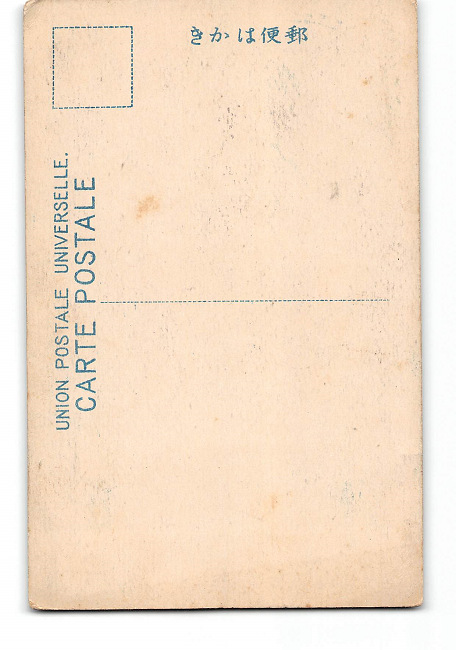 郵便はかき
UNION POSTALE UNIVERSELLE.
CARTE POSTALE